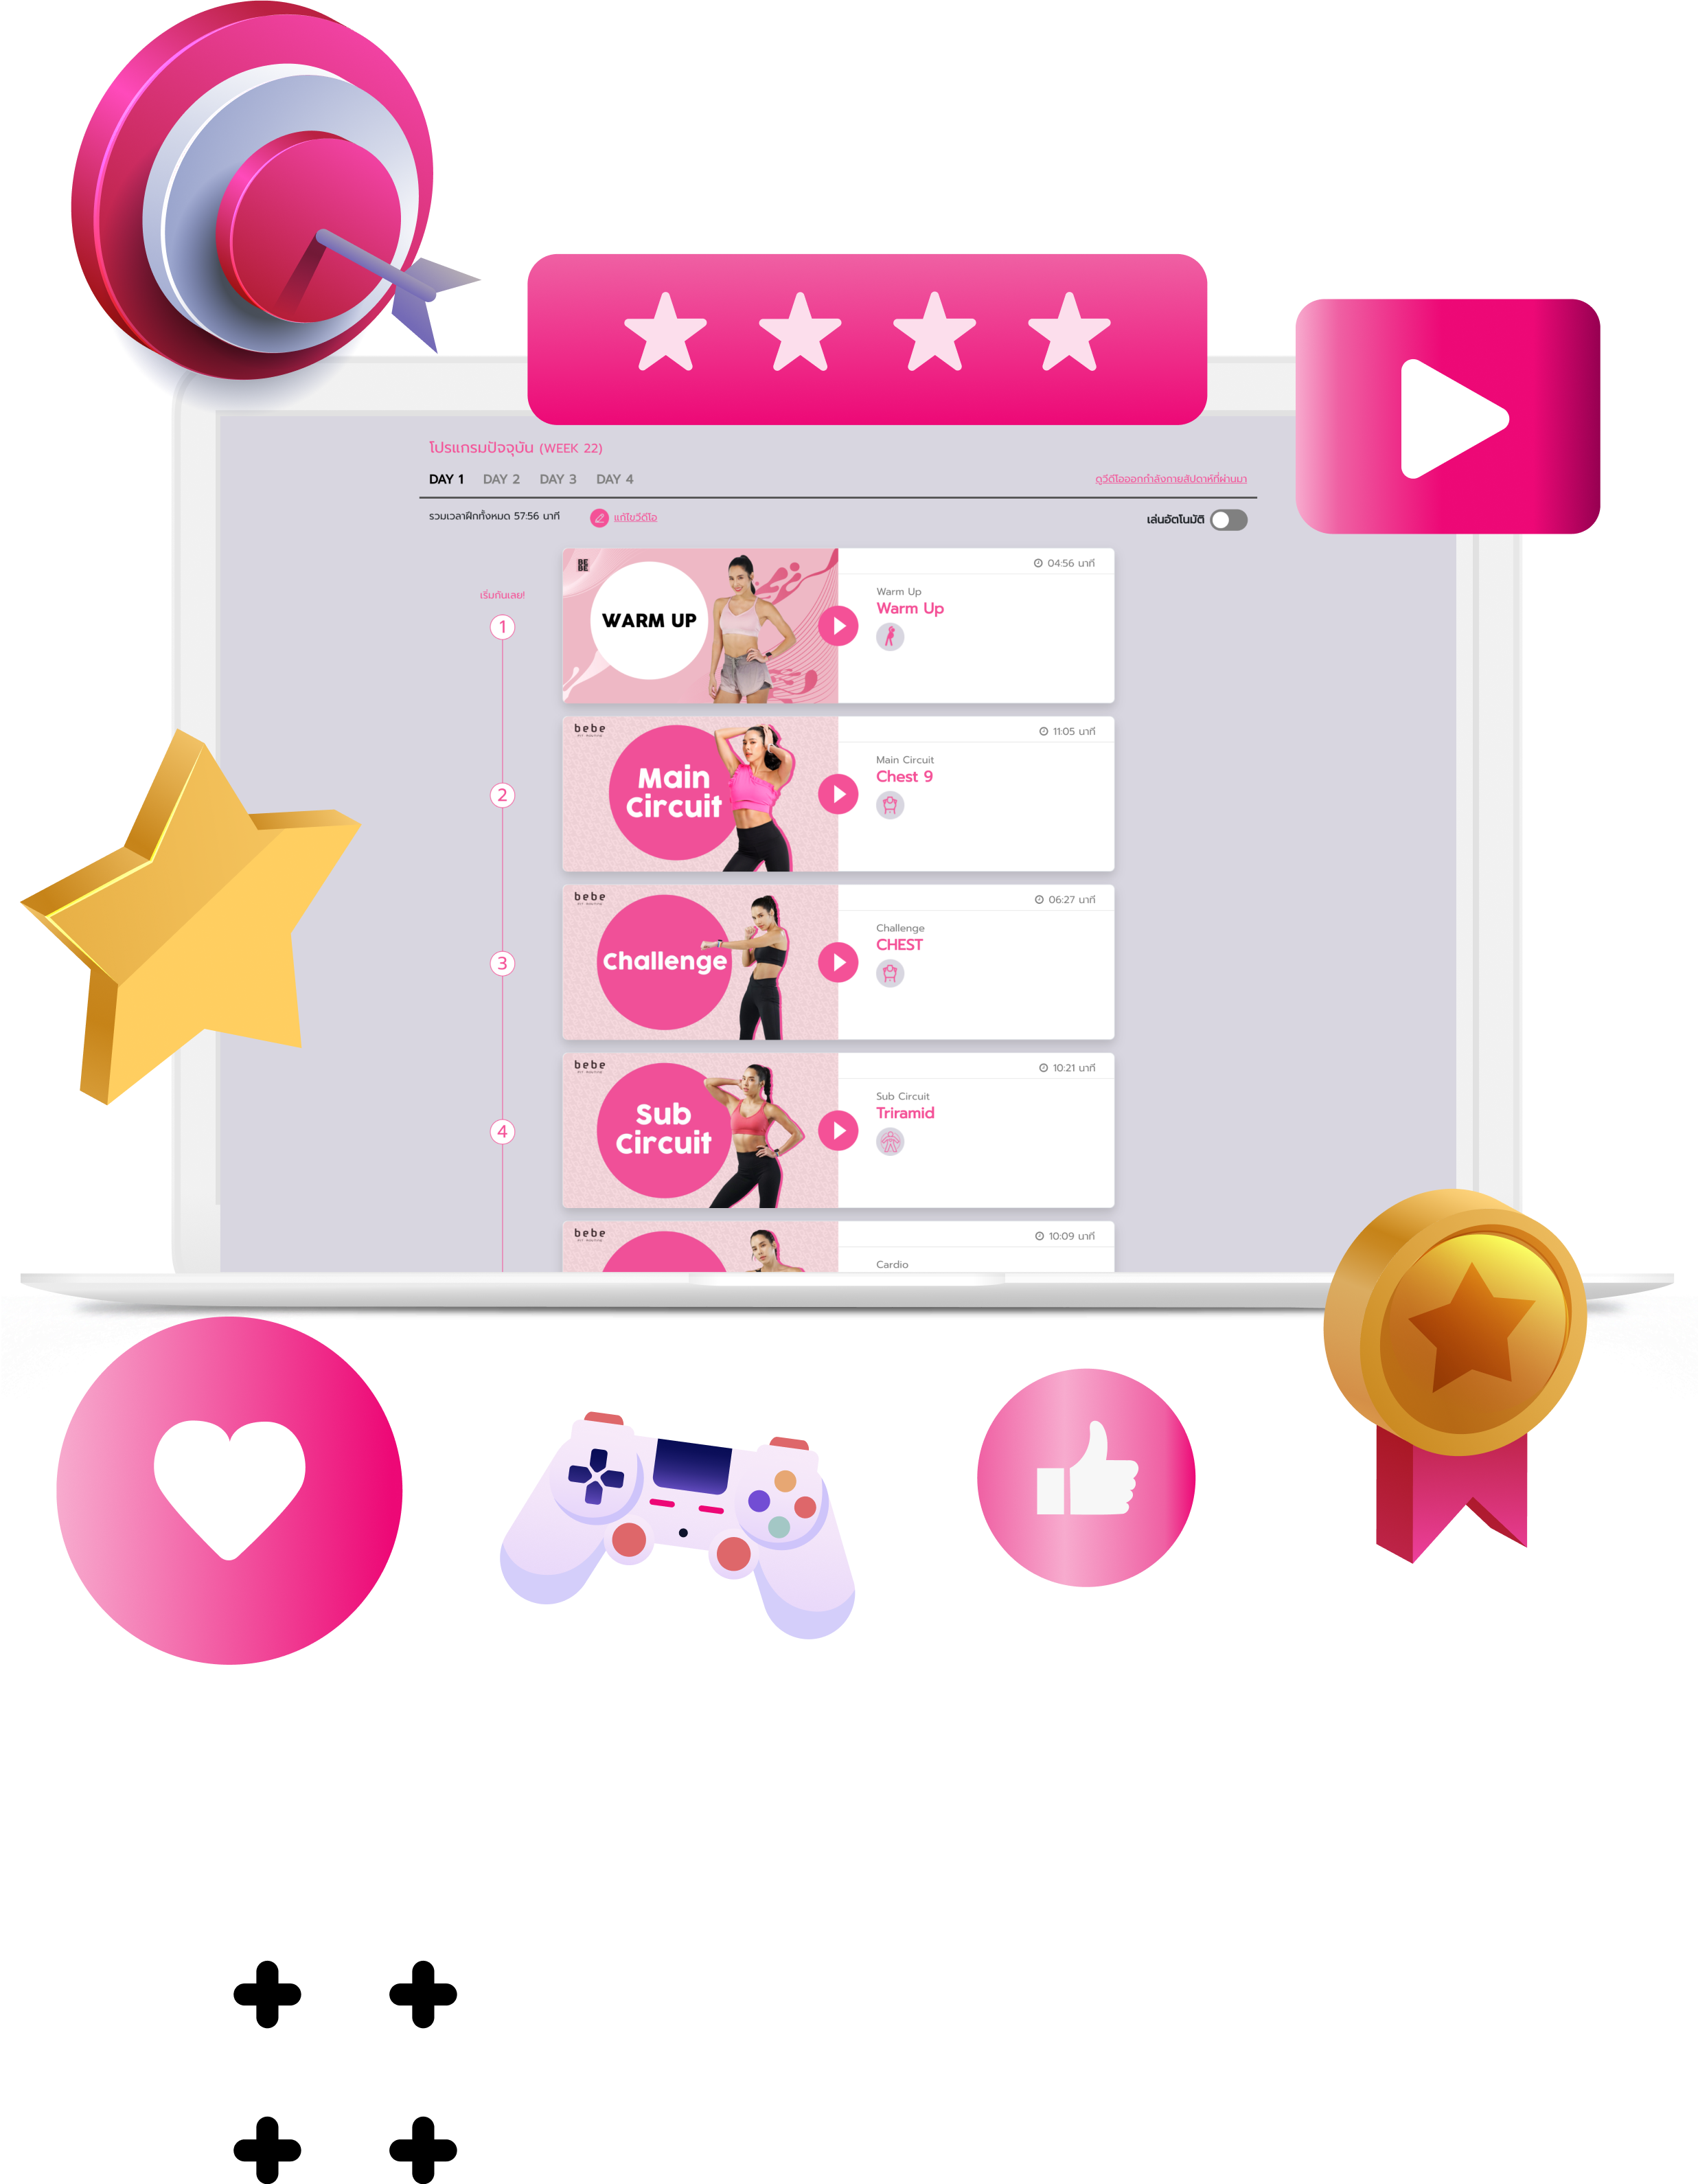 โปรแกรมปัจจุบัน (WEEK 22)
DAY 1 DAY 2 DAY 3 DAY 4
ดูวีดีโอออกกำลังกายสัปดาห์ที่ผ่านมา
รวมเวลาฝึกทั้งหมด 57:56 นาที
แก้ไขวีดีโอ
เล่นอัตโนมัติ
เริ่มกันเลย!
1
BE
BE
WARM UP
04:56 นาที
Warm Up
Warm Up
2
bebe
Main
Circuit
11:05 นาที
Main Circuit
Chest 9
3
bebe
Challenge
06:27 นาที
Challenge
CHEST
4
bebe
Sub
Circuit
10:21 นาที
Sub Circuit
Triramid
bebe
10:09 นาที
Cardio